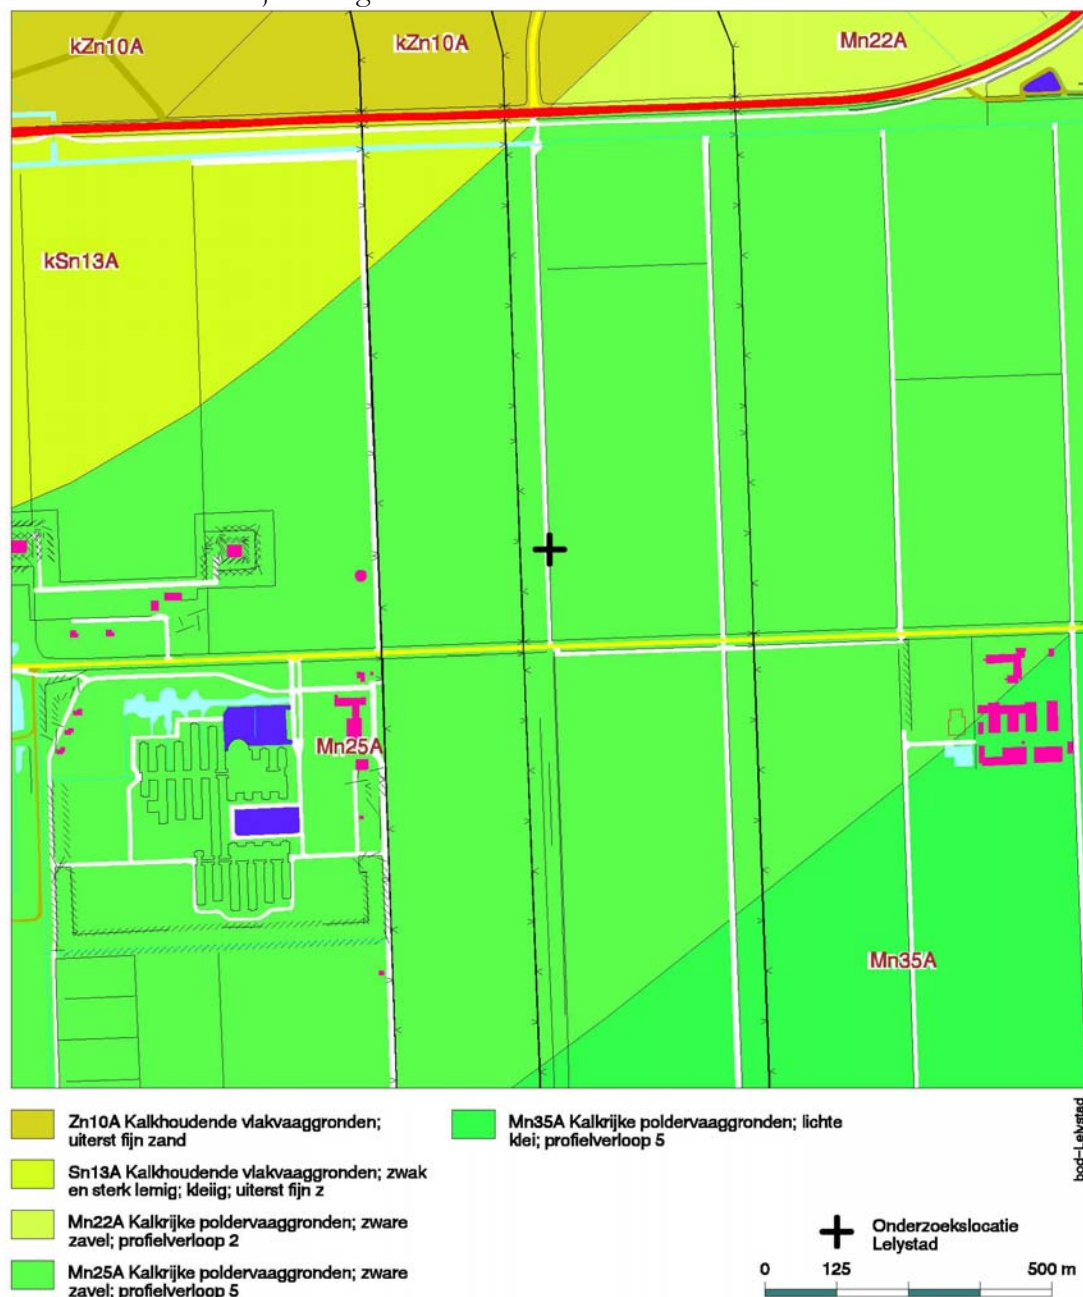 kZn10A
kZn10A
Mn22A
kSn13A
Mn25A
Mn35A
Zn10A Kalkhoudende vlakvaaggronden;
uiterst fijn zand
Sn13A Kalkhoudende vlakvaaggronden; zwak
en sterk lemig; kleiig; uiterst fijn z
Mn22A Kalkrijke poldervaaggronden; zware
zavel; profielverloop 2
Mn25A Kalkrijke poldervaaggronden; zware
zavel; profielverloop 5
Mn35A Kalkrijke poldervaaggronden; lichte
klei; profielverloop 5
bod-Lelystad
Onderzoekslocatie
Lelystad
0 125 500 m